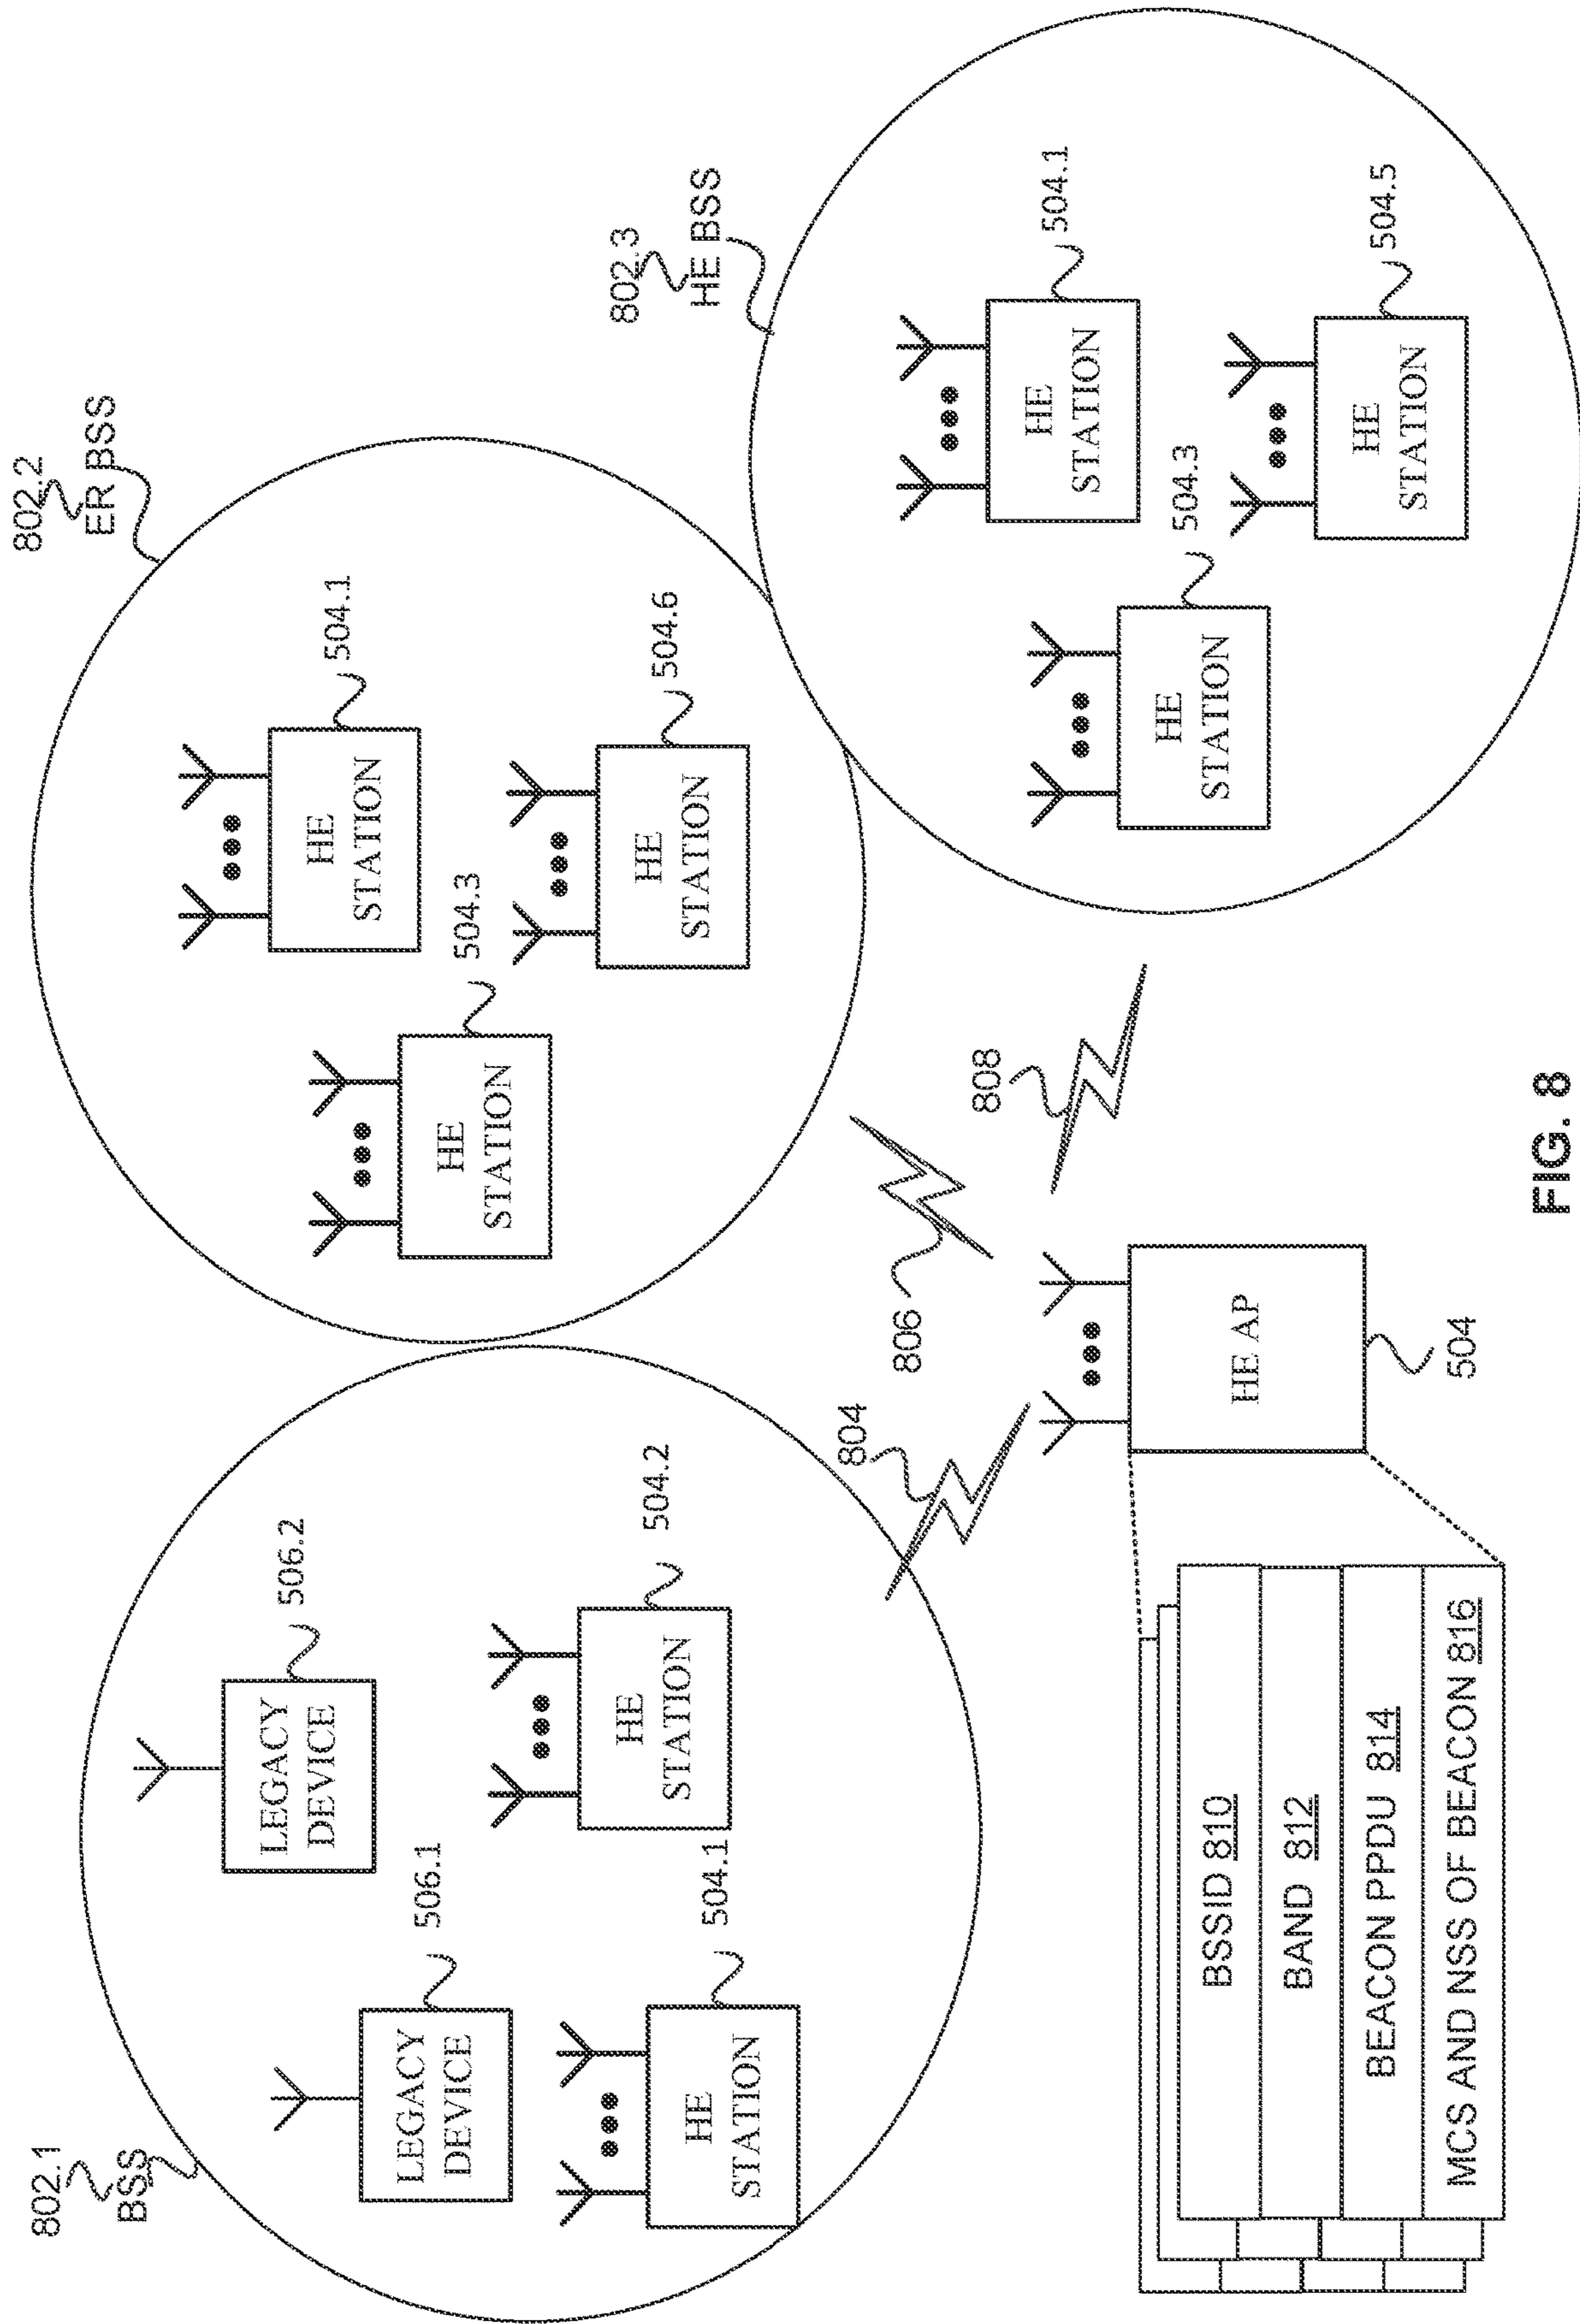 802.1
BSS
506.1
LEGACY
DEVICE
506.2
LEGACY
DEVICE
504.1
HE
STATION
504.2
HE
STATION
802.2
ER BSS
504.1
HE
STATION
504.3
HE
STATION
504.6
HE
STATION
802.3
HE BSS
504.1
HE
STATION
504.3
HE
STATION
504.5
HE
STATION
804
806
808
HE AP
504
BSSID 810
BAND 812
BEACON PPDU 814
MCS AND NSS OF BEACON 816
FIG. 8